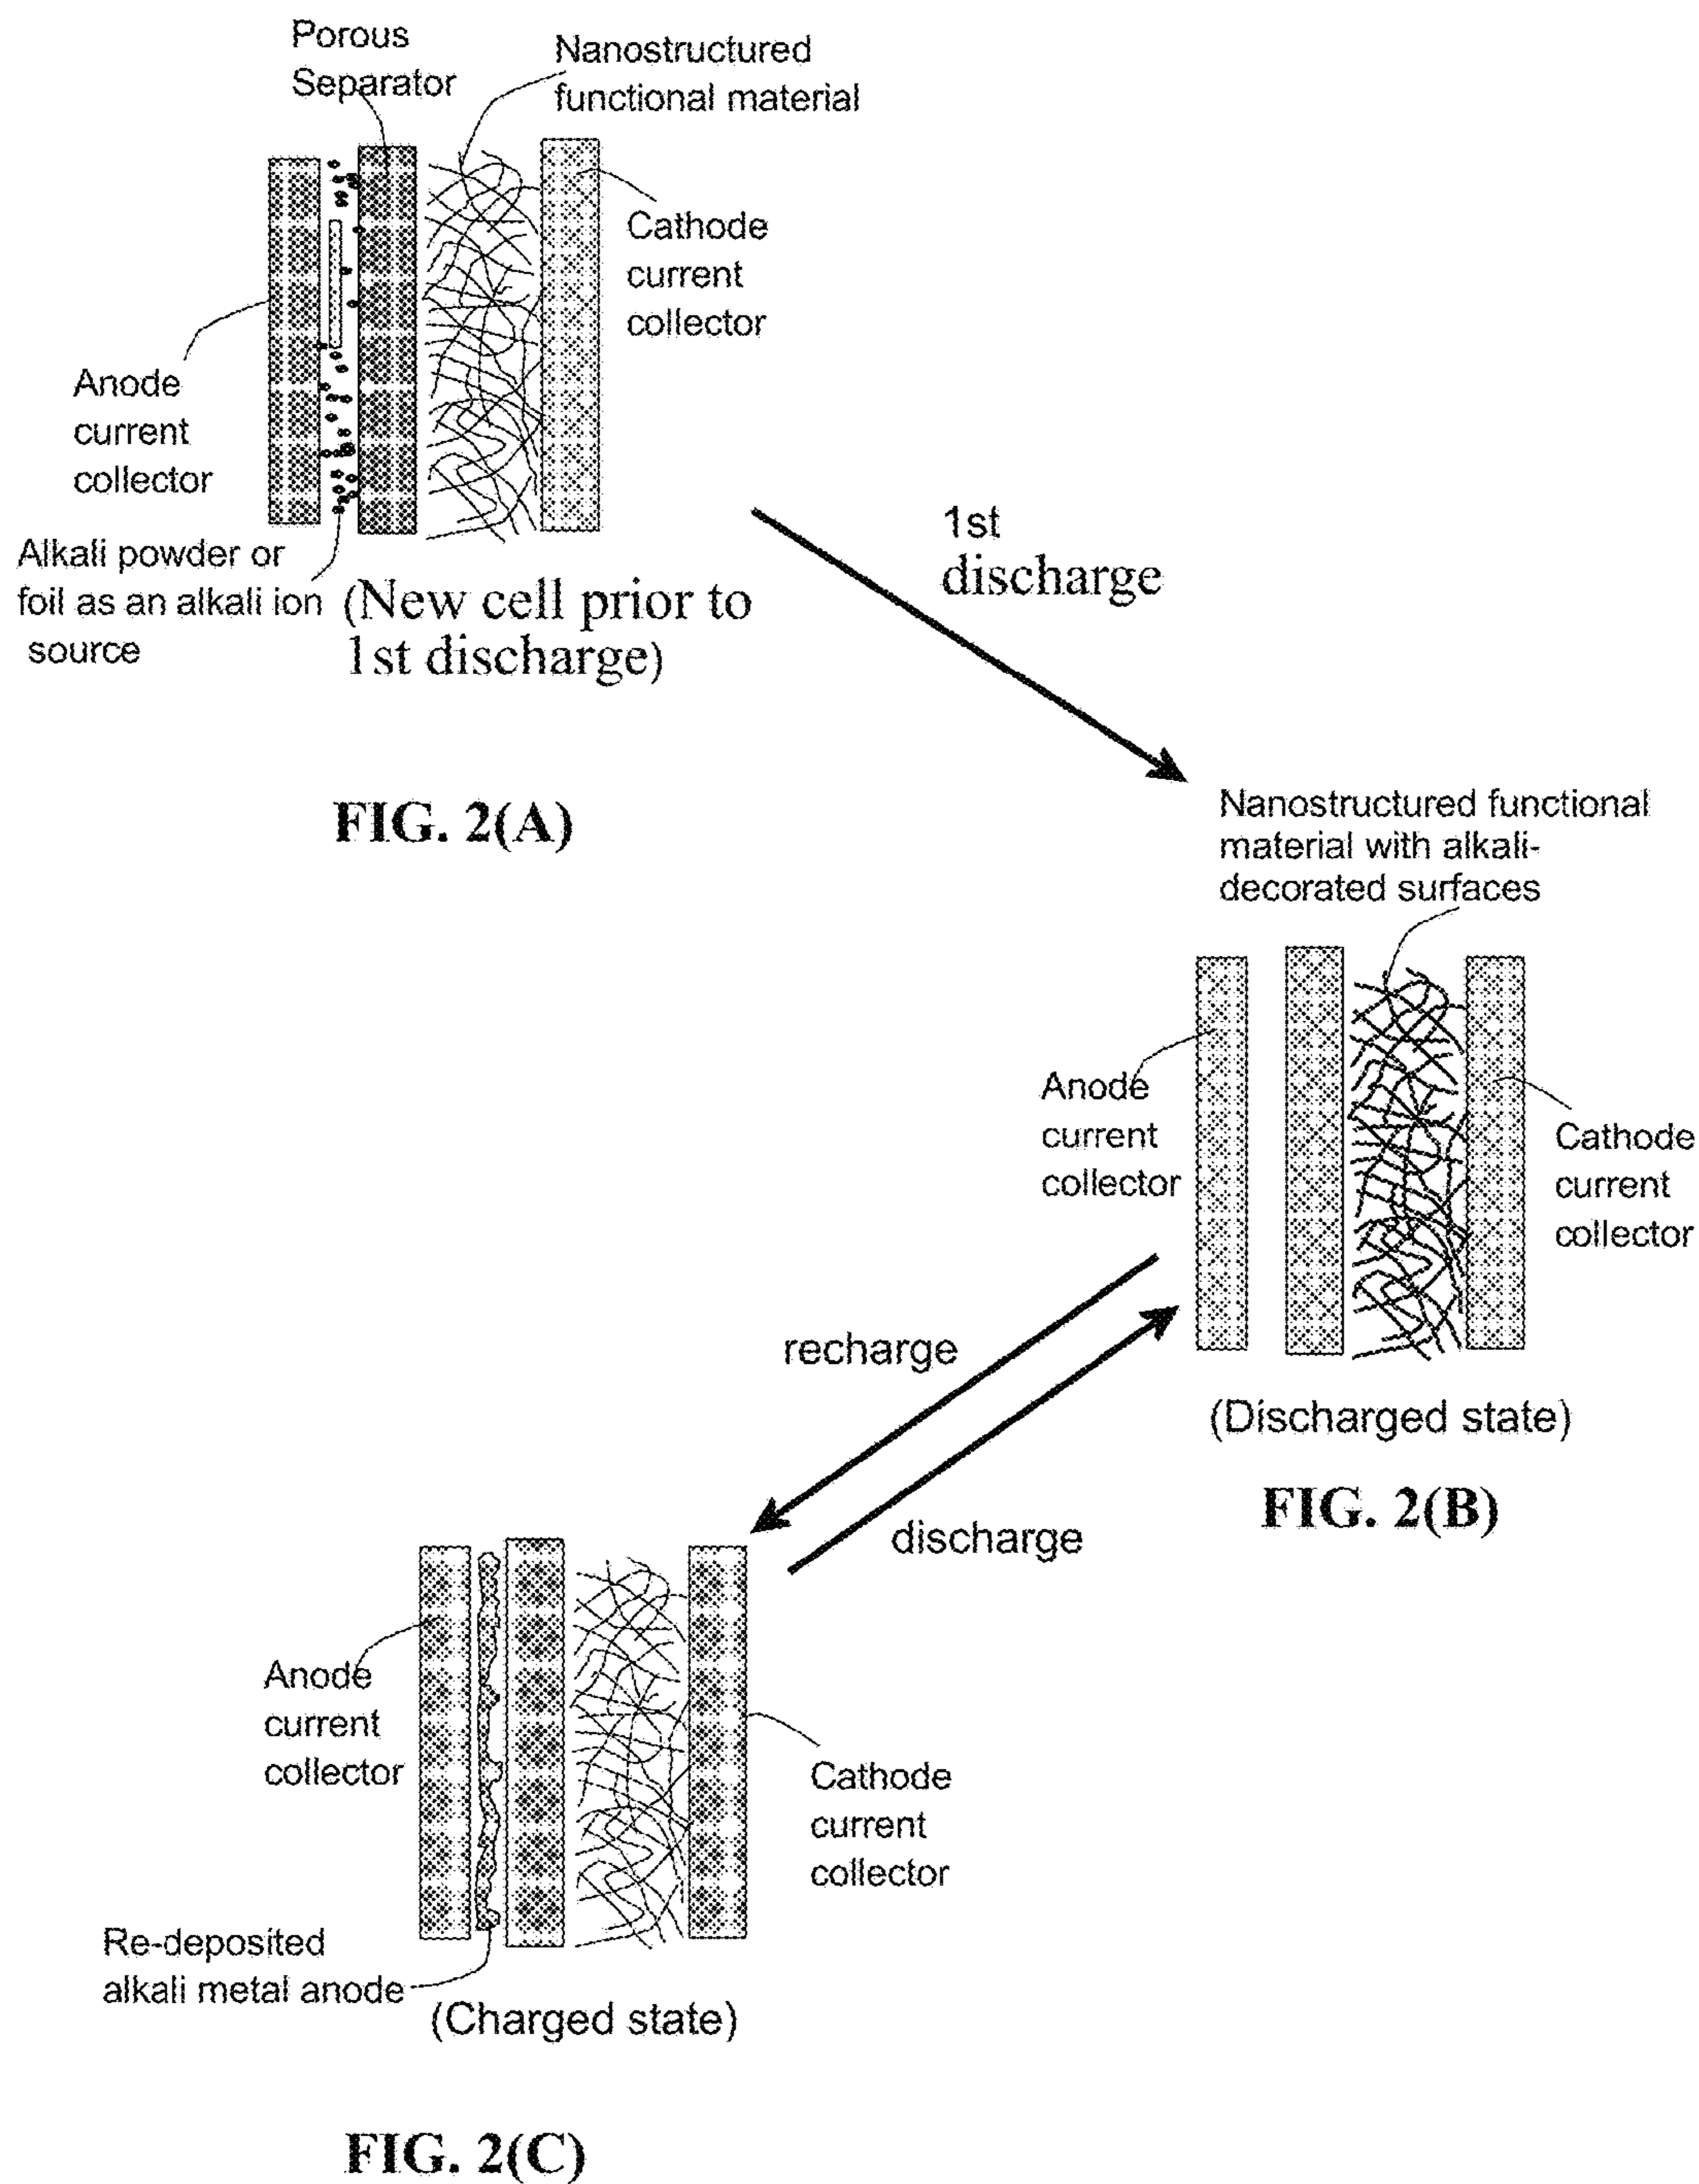 Porous
Separator
Nanostructured
functional material
Cathode
current
collector
Anode
current
collector
Alkali powder or
foil as an alkali ion
source
(New cell prior to
1st discharge)
1st
discharge
FIG. 2(A)
Nanostructured functional
material with alkali-
decorated surfaces
Anode
current
collector
Cathode
current
collector
(Discharged state)
FIG. 2(B)
recharge
discharge
Anode
current
collector
Cathode
current
collector
Re-deposited
alkali metal anode
(Charged state)
FIG. 2(C)